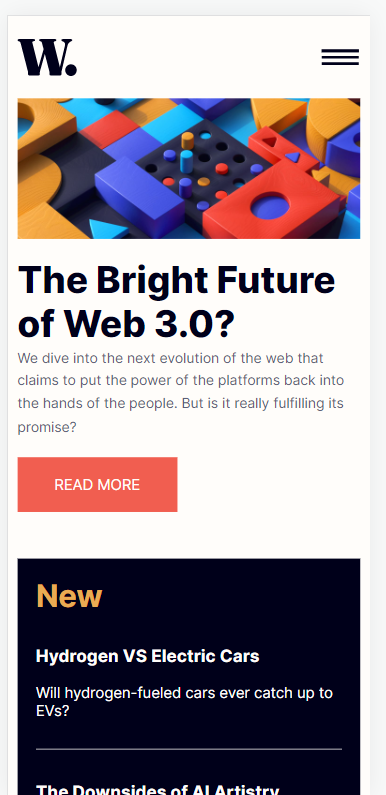 W.
The Bright Future
of Web 3.0?
We dive into the next evolution of the web that
claims to put the power of the platforms back into
the hands of the people. But is it really fulfilling its
promise?
READ MORE
New
Hydrogen VS Electric Cars
Will hydrogen-fueled cars ever catch up to
EVs?
The Downsides of AI Artistry